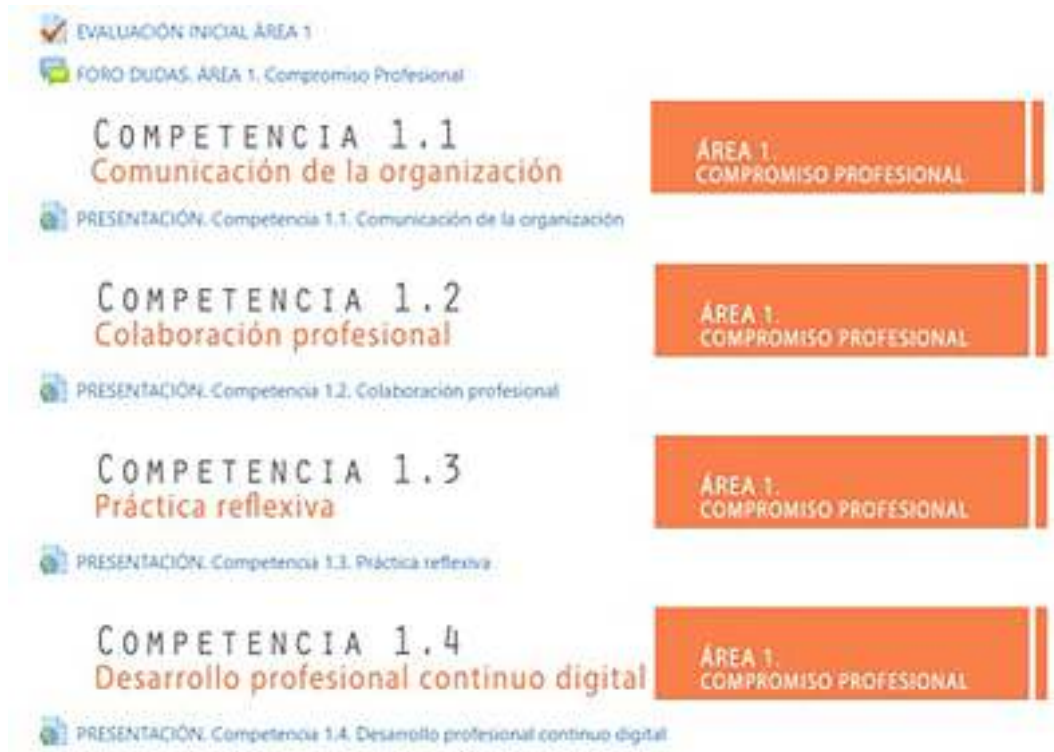 EVALUACIÓN INICIAL ÁREA 1
FORO DUDAS. ÁREA 1. Compromiso Profesional
COMPETENCIA 1.1
Comunicación de la organización
ÁREA 1.
COMPROMISO PROFESIONAL
PRESENTACIÓN. Competencia 1.1. Comunicación de la organización
COMPETENCIA 1.2
Colaboración profesional
ÁREA 1.
COMPROMISO PROFESIONAL
PRESENTACIÓN. Competencia 1.2. Colaboración profesional
COMPETENCIA 1.3
Práctica reflexiva
ÁREA 1.
COMPROMISO PROFESIONAL
PRESENTACIÓN. Competencia 1.3. Práctica reflexiva
COMPETENCIA 1.4
Desarrollo profesional continuo digital
ÁREA 1.
COMPROMISO PROFESIONAL
PRESENTACIÓN. Competencia 1.4. Desarrollo profesional continuo digital